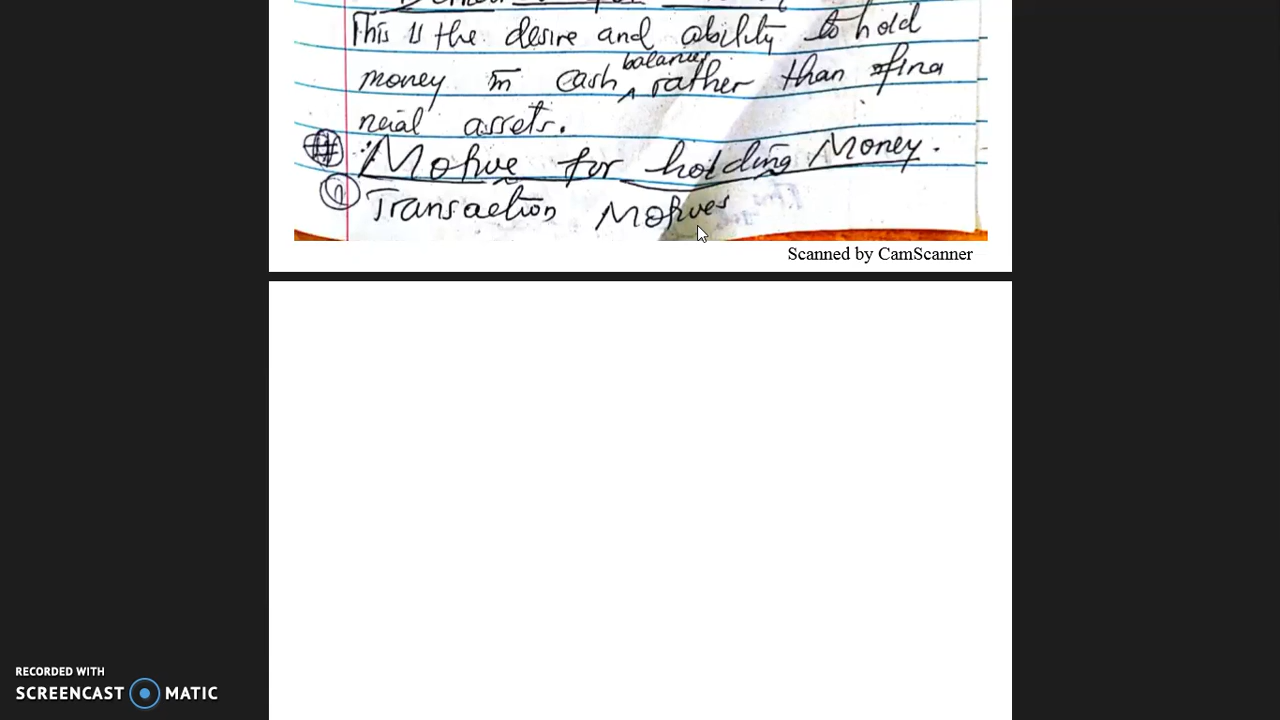 This is the desire and ability to hold
money in cash balances rather than fina
ncial assets.
Motive for holding Money.
Transaction Motives
Scanned by CamScanner
RECORDED WITH
SCREENCAST MATIC